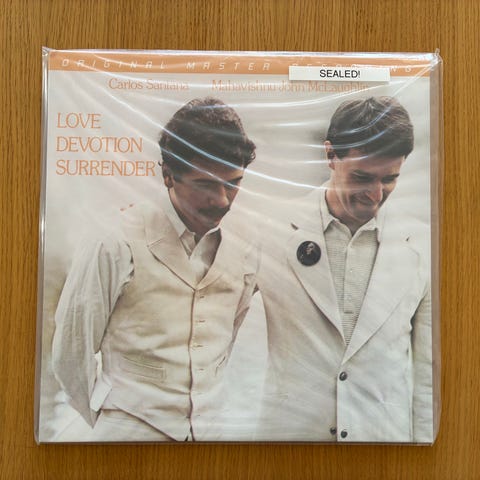 ORIGINAL MASTER RECORDING
SEALED!
Carlos Santana Mahavishnu John McLaughlin
LOVE
DEVOTION
SURRENDER